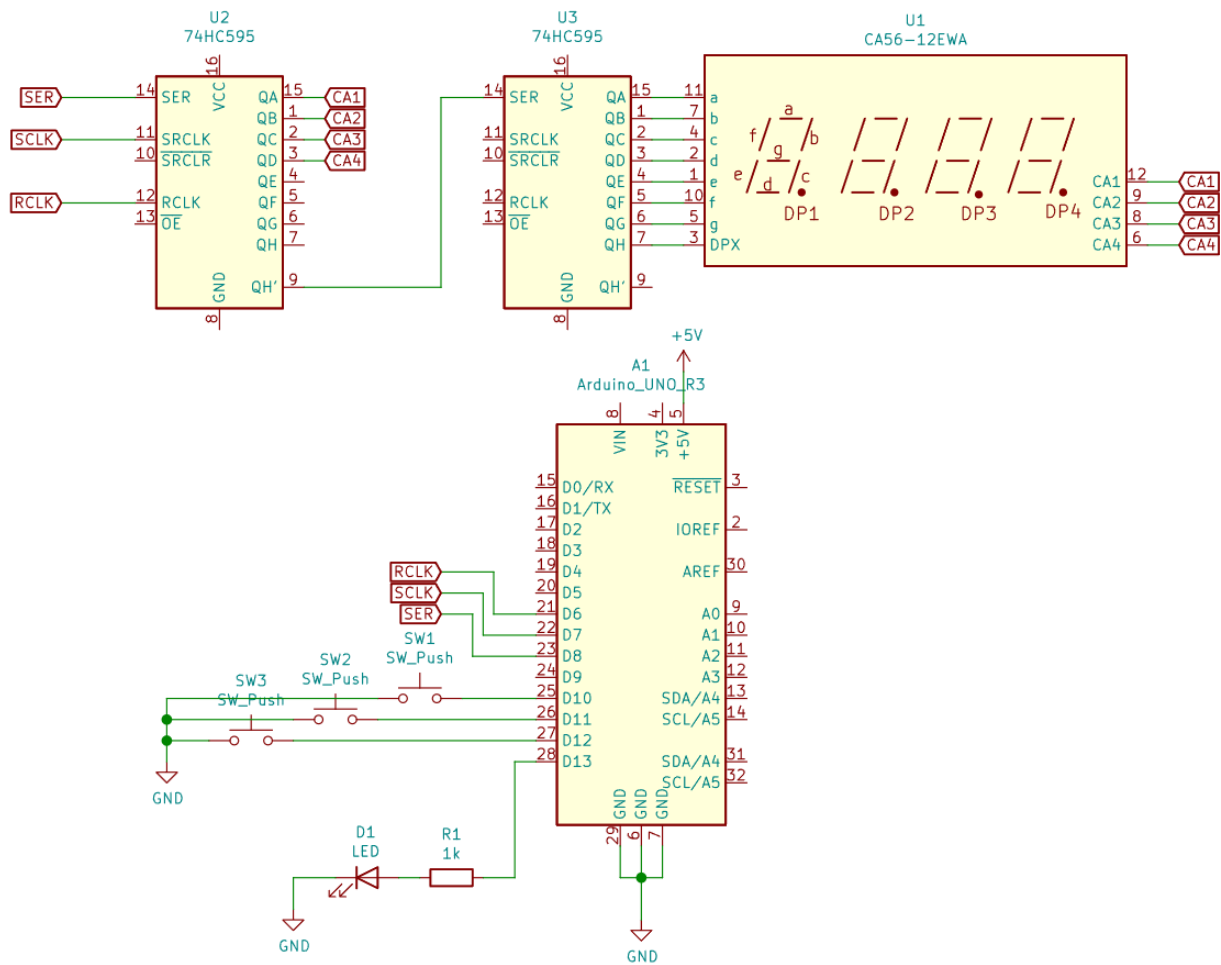 U2
74HC595
SER
SCLK
RCLK
14
11
10
12
13
16
VCC
SER
SRCLK
SRCLR
RCLK
OE
GND
8
QA
QB
QC
QD
QE
QF
QG
QH
QH'
15
1
2
3
4
5
6
7
9
CA1
CA2
CA3
CA4
U3
74HC595
14
11
10
12
13
16
VCC
SER
SRCLK
SRCLR
RCLK
OE
GND
8
QA
QB
QC
QD
QE
QF
QG
QH
QH'
15
1
2
3
4
5
6
7
9
U1
CA56-12EWA
11
7
4
2
1
10
5
3
a
b
c
d
e
f
g
DPX
a
f
b
g
e
c
d
DP1
DP2
DP3
DP4
CA1
CA2
CA3
CA4
12
9
8
6
CA1
CA2
CA3
CA4
+5V
A1
Arduino_UNO_R3
8
4
5
VIN
3V3
+5V
15
16
17
18
19
20
21
22
23
24
25
26
27
28
D0/RX
D1/TX
D2
D3
D4
D5
D6
D7
D8
D9
D10
D11
D12
D13
RESET
IOREF
AREF
A0
A1
A2
A3
SDA/A4
SCL/A5
SDA/A4
SCL/A5
3
2
30
9
10
11
12
13
14
31
32
GND
GND
GND
29
6
7
GND
RCLK
SCLK
SER
SW1
SW_Push
SW2
SW_Push
SW3
SW_Push
GND
D1
LED
R1
1k
GND